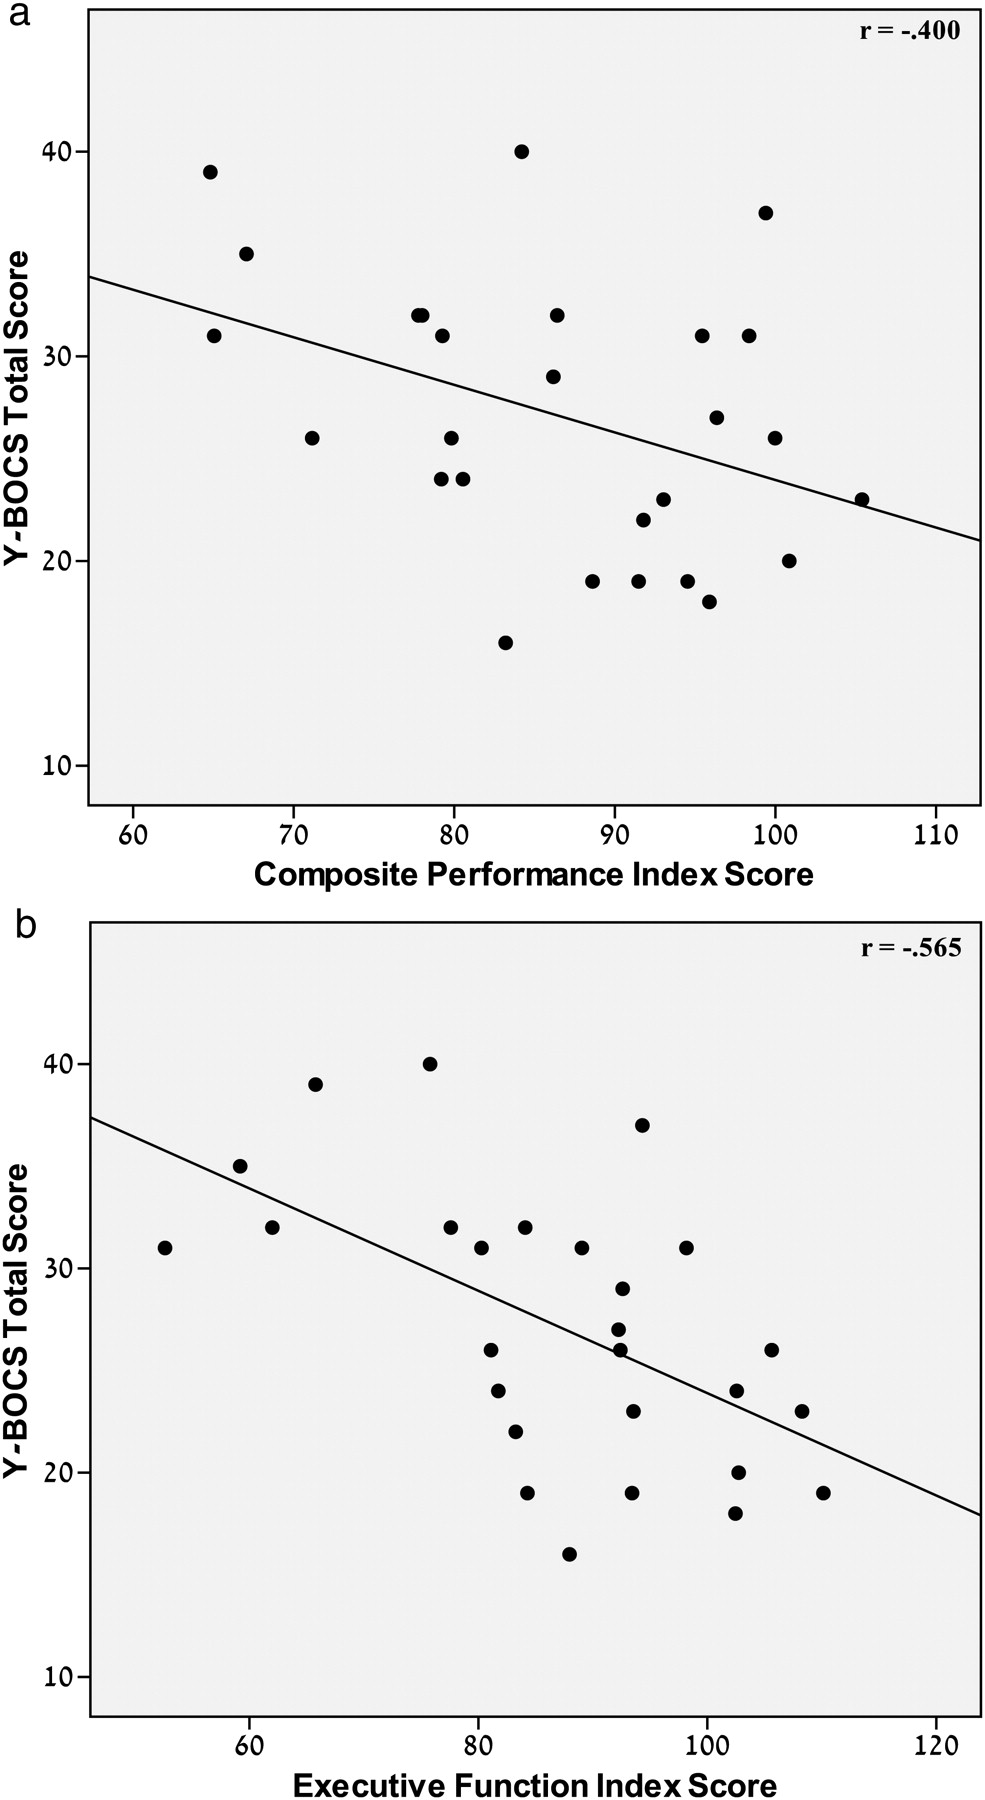 a
r = -.400
40
30
20
10
Y-BOCS Total Score
60 70 80 90 100 110
Composite Performance Index Score
b
r = -.565
40
30
20
10
Y-BOCS Total Score
60 80 100 120
Executive Function Index Score